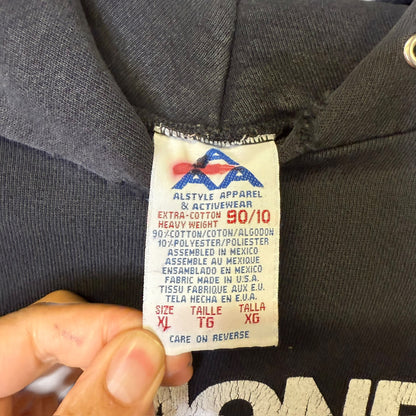 AAA
ALSTYLE APPAREL
& ACTIVEWEAR
EXTRA-COTTON 90/10
HEAVY WEIGHT
90%COTTON/COTON/ALGODON
10%POLYESTER/POLIESTER
ASSEMBLED IN MEXICO
ASSEMBLE AU MEXIQUE
ENSAMBLADO EN MEXICO
FABRIC MADE IN U.S.A.
TISSU FABRIQUE AUX E.U.
TELA HECHA EN E.U.A.
SIZE TAILLE TALLA
XL TG XG
CARE ON REVERSE